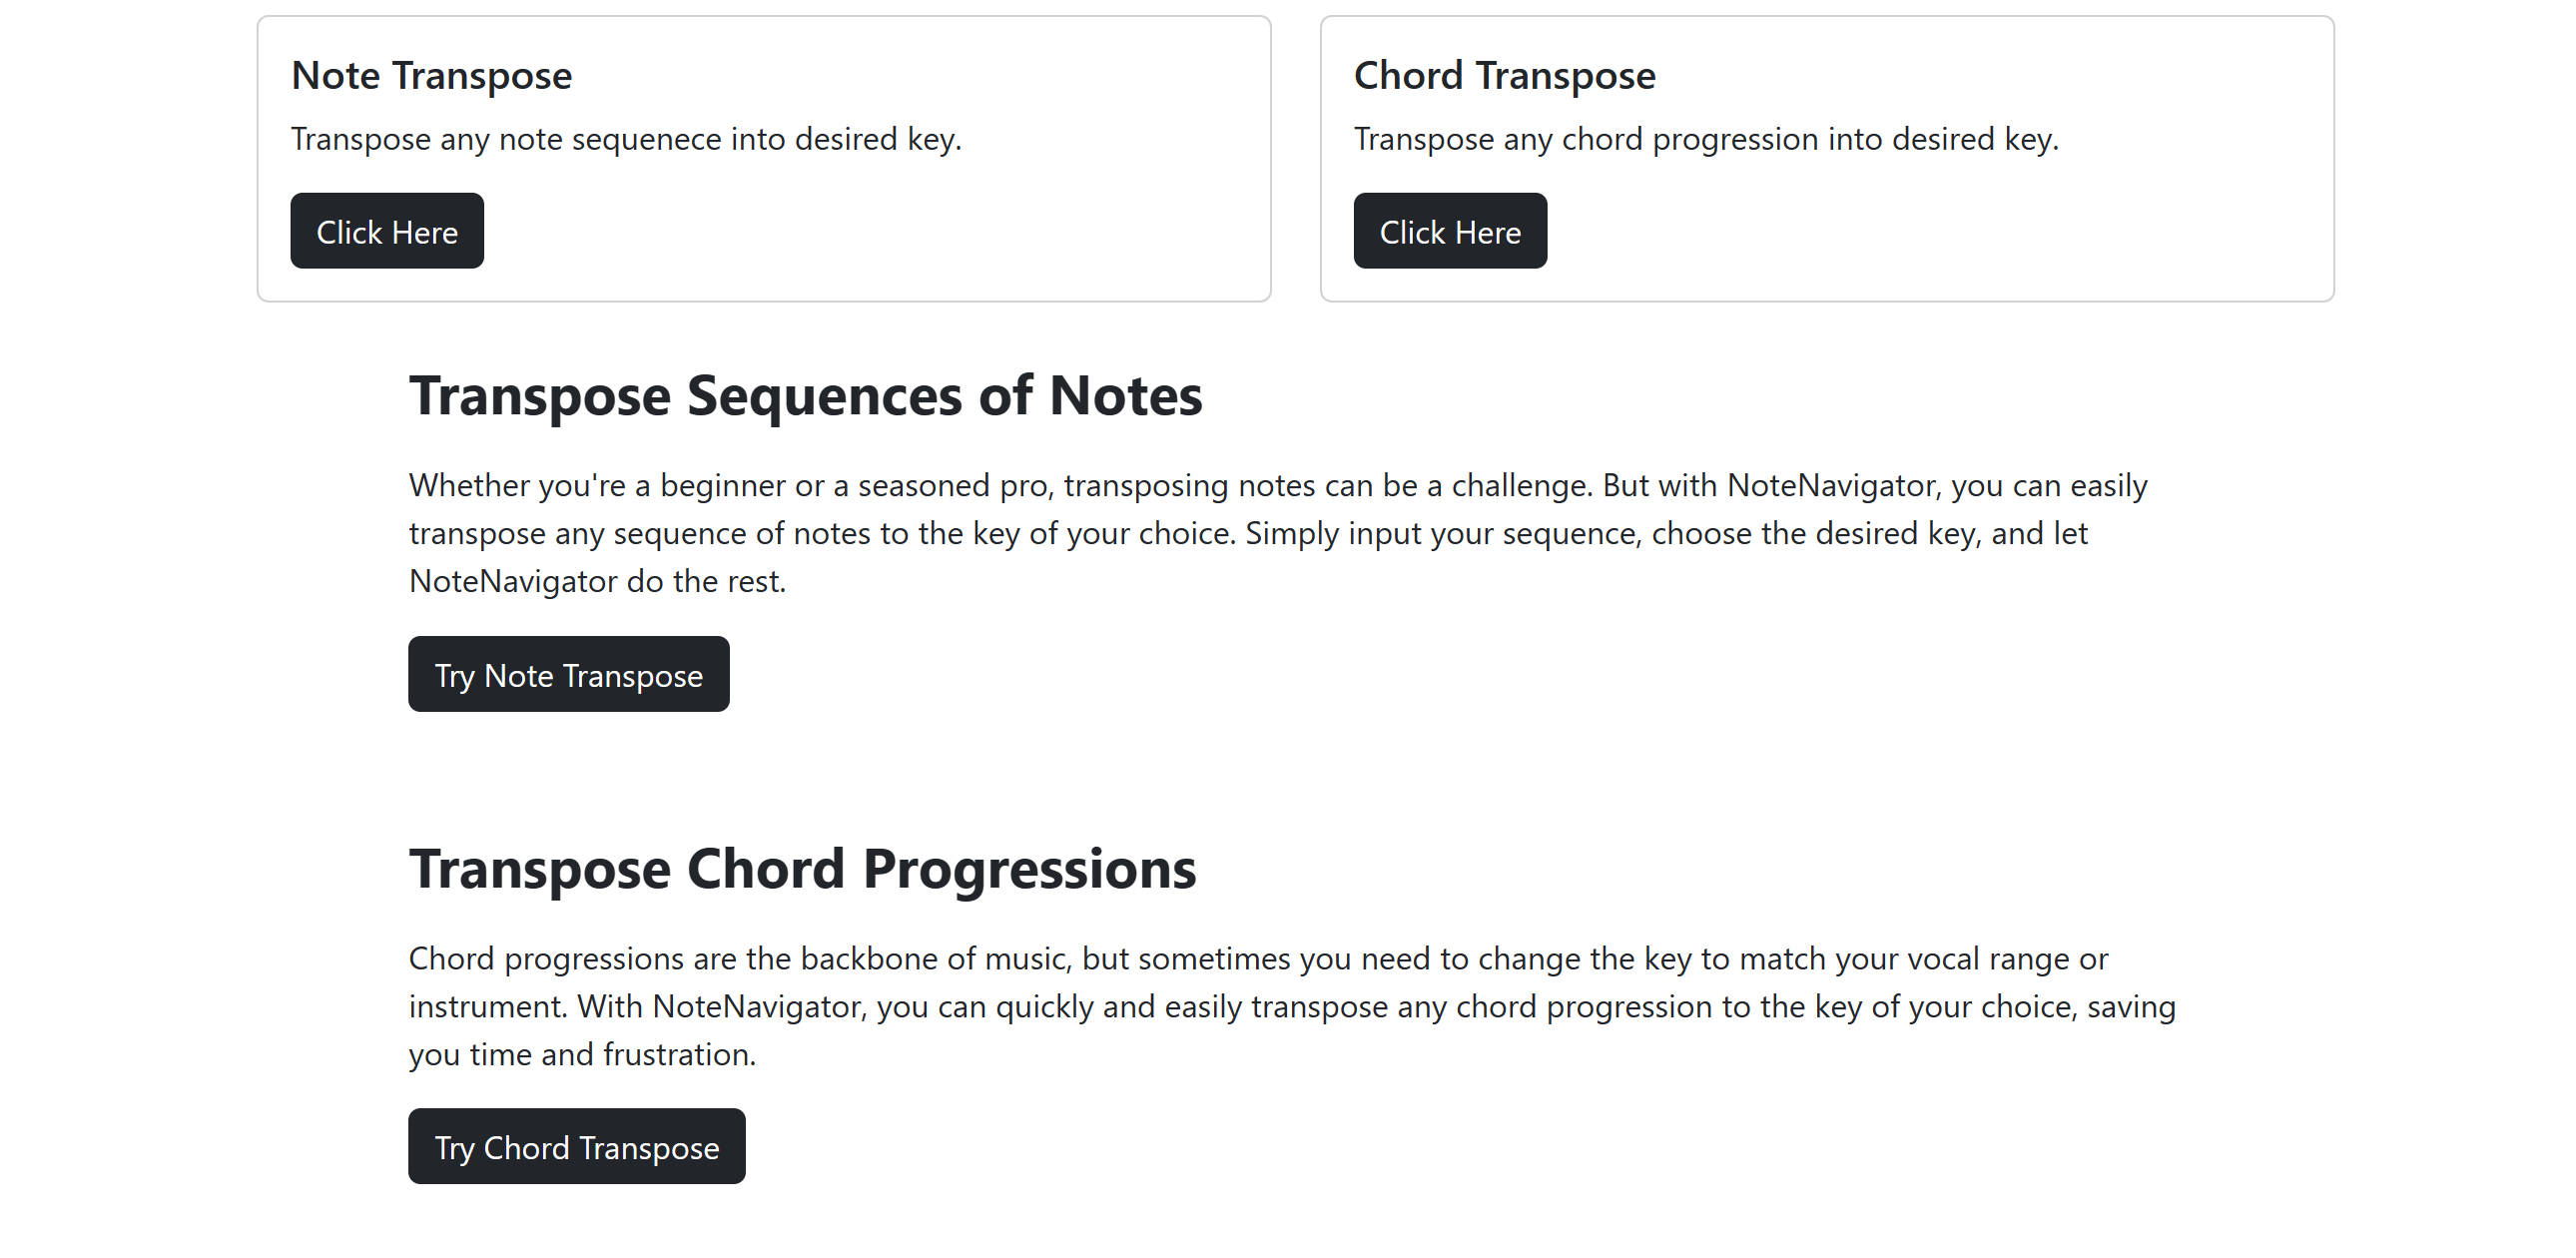 Note Transpose
Transpose any note sequenece into desired key.
Click Here
Chord Transpose
Transpose any chord progression into desired key.
Click Here
Transpose Sequences of Notes
Whether you're a beginner or a seasoned pro, transposing notes can be a challenge. But with NoteNavigator, you can easily
transpose any sequence of notes to the key of your choice. Simply input your sequence, choose the desired key, and let
NoteNavigator do the rest.
Try Note Transpose
Transpose Chord Progressions
Chord progressions are the backbone of music, but sometimes you need to change the key to match your vocal range or
instrument. With NoteNavigator, you can quickly and easily transpose any chord progression to the key of your choice, saving
you time and frustration.
Try Chord Transpose